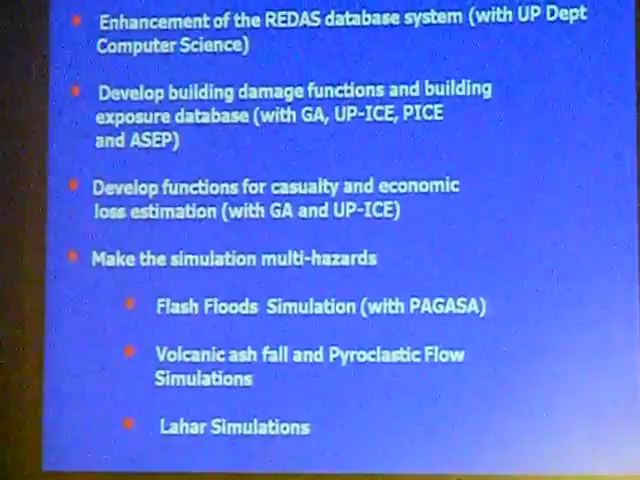 Enhancement of the REDAS database system (with UP Dept
Computer Science)
Develop building damage functions and building
exposure database (with GA, UP-ICE, PICE
and ASEP)
Develop functions for casualty and economic
loss estimation (with GA and UP-ICE)
Make the simulation multi-hazards
Flash Floods Simulation (with PAGASA)
Volcanic ash fall and Pyroclastic Flow
Simulations
Lahar Simulations